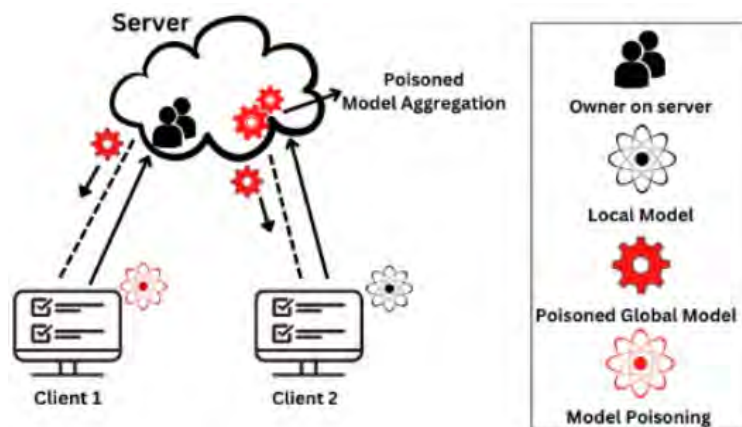 Server
Poisoned
Model Aggregation
Client 1
Client 2
Owner on server
Local Model
Poisoned Global Model
Model Poisoning